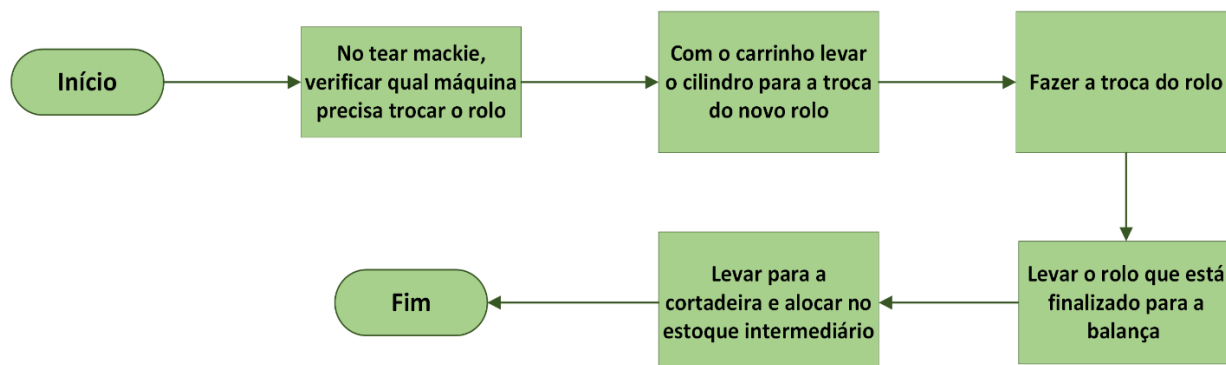 Início
No tear mackie,
verificar qual máquina
precisa trocar o rolo
Com o carrinho levar
o cilindro para a troca
do novo rolo
Fazer a troca do rolo
Levar o rolo que está
finalizado para a
balança
Levar para a
cortadeira e alocar no
estoque intermediário
Fim